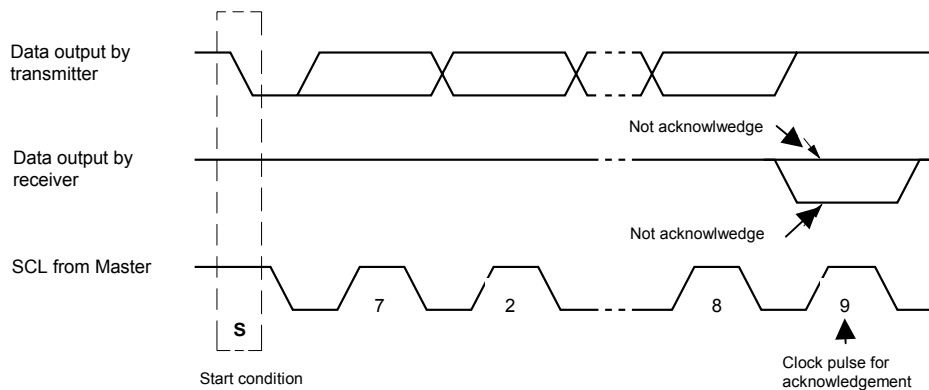 Data output by
transmitter
Not acknowlwedge
Data output by
receiver
Not acknowlwedge
SCL from Master
7
2
8
9
S
Start condition
Clock pulse for
acknowledgement